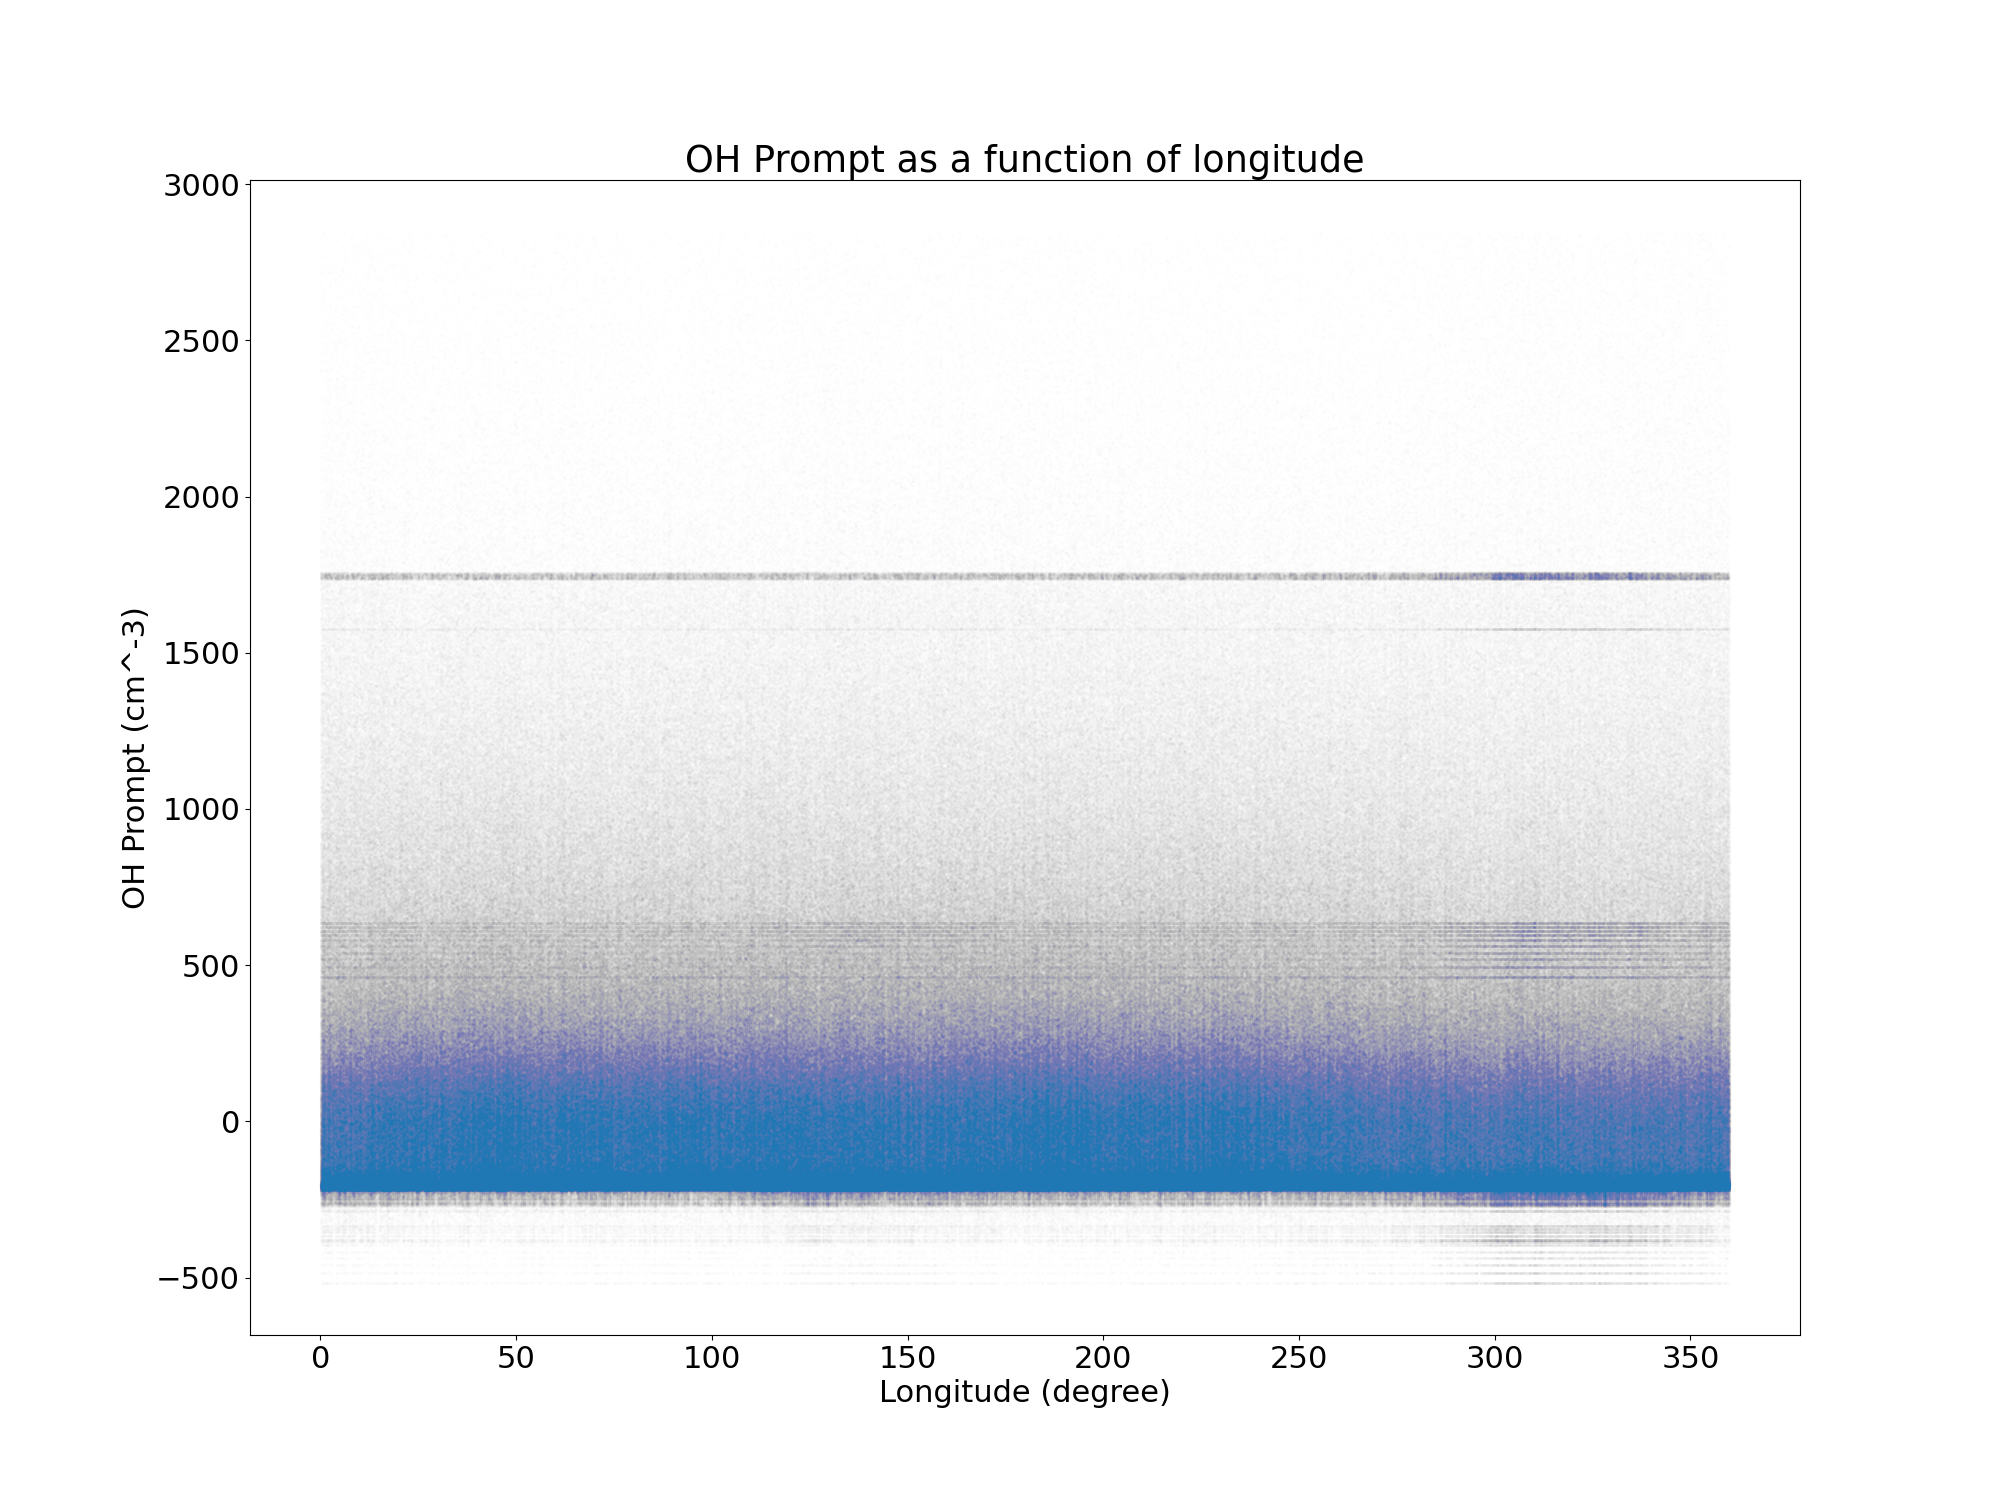 OH Prompt as a function of longitude
3000
2500
2000
1500
1000
500
0
−500
OH Prompt (cm^-3)
0 50 100 150 200 250 300 350
Longitude (degree)